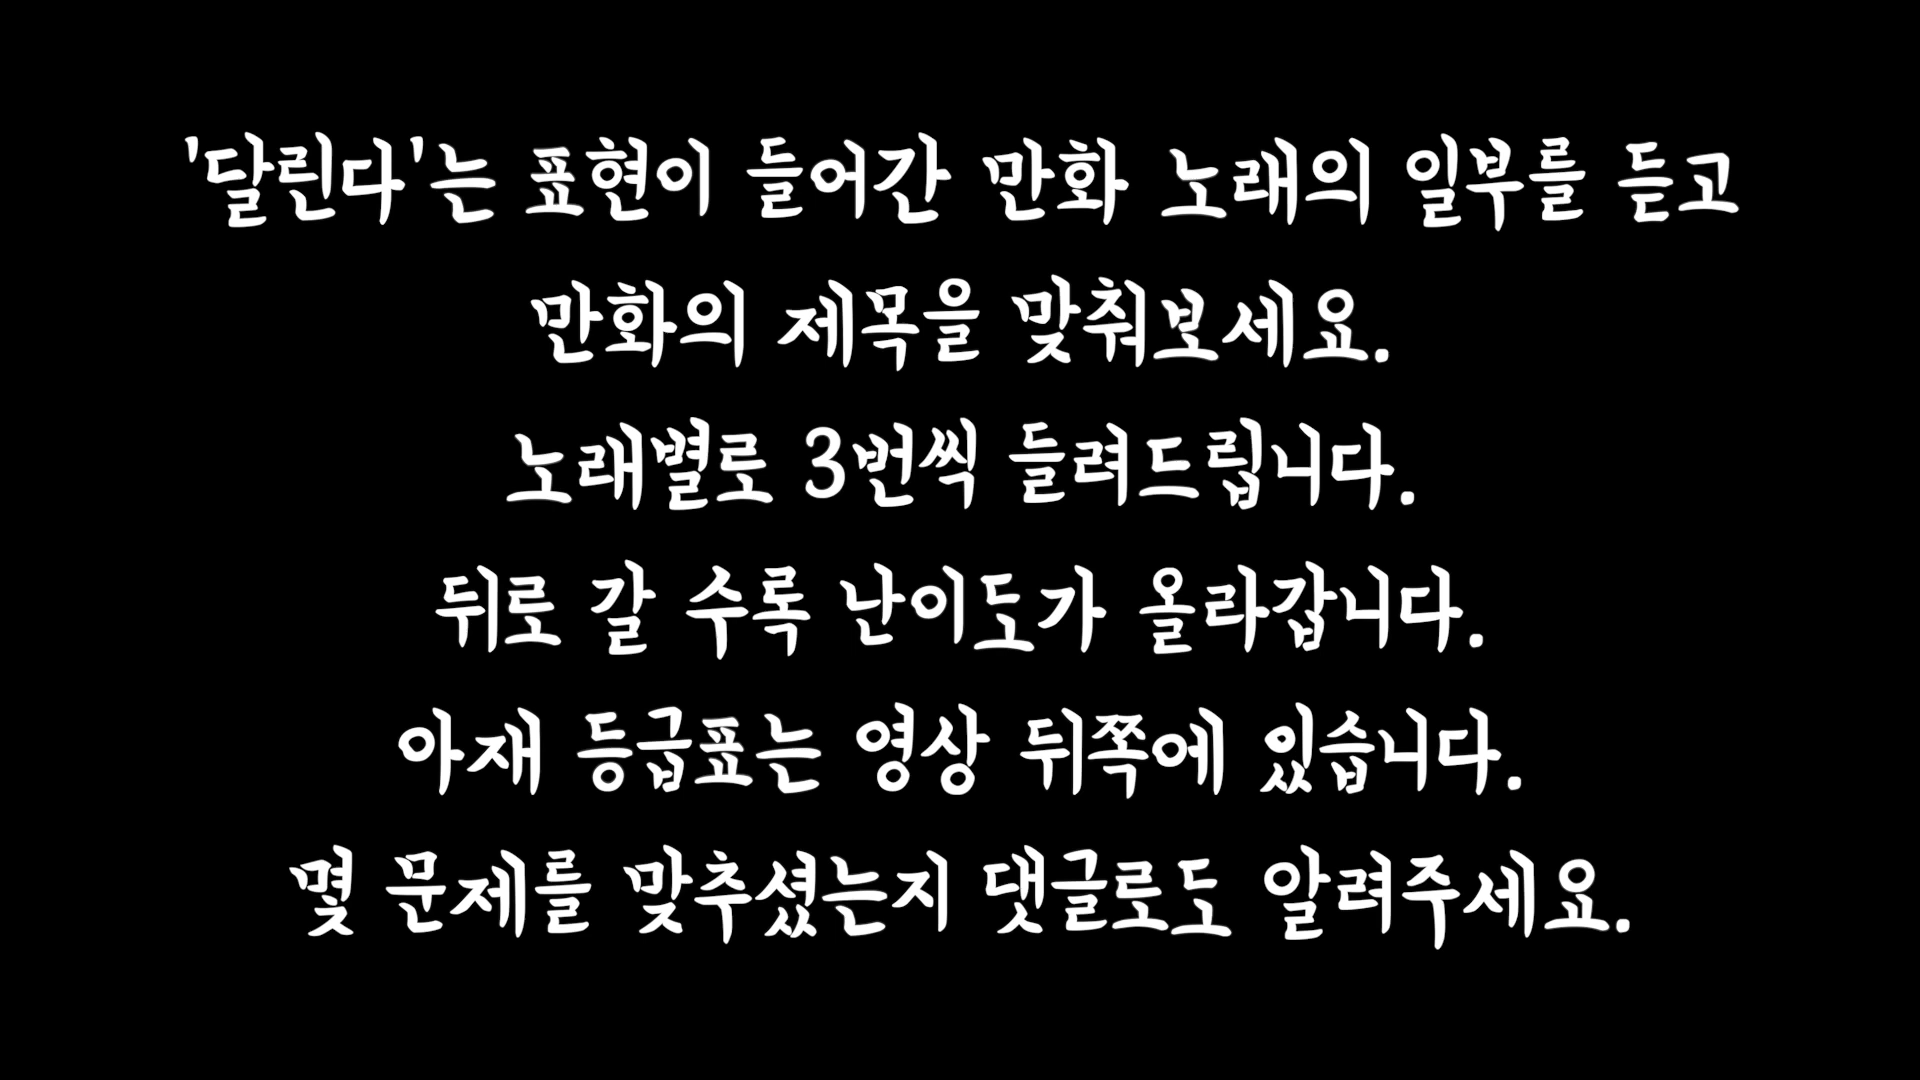 '달린다'는 표현이 들어간 만화 노래의 일부를 듣고
만화의 제목을 맞춰보세요.
노래별로 3번씩 들려드립니다.
뒤로 갈 수록 난이도가 올라갑니다.
아재 등급표는 영상 뒤쪽에 있습니다.
몇 문제를 맞추셨는지 댓글로도 알려주세요.